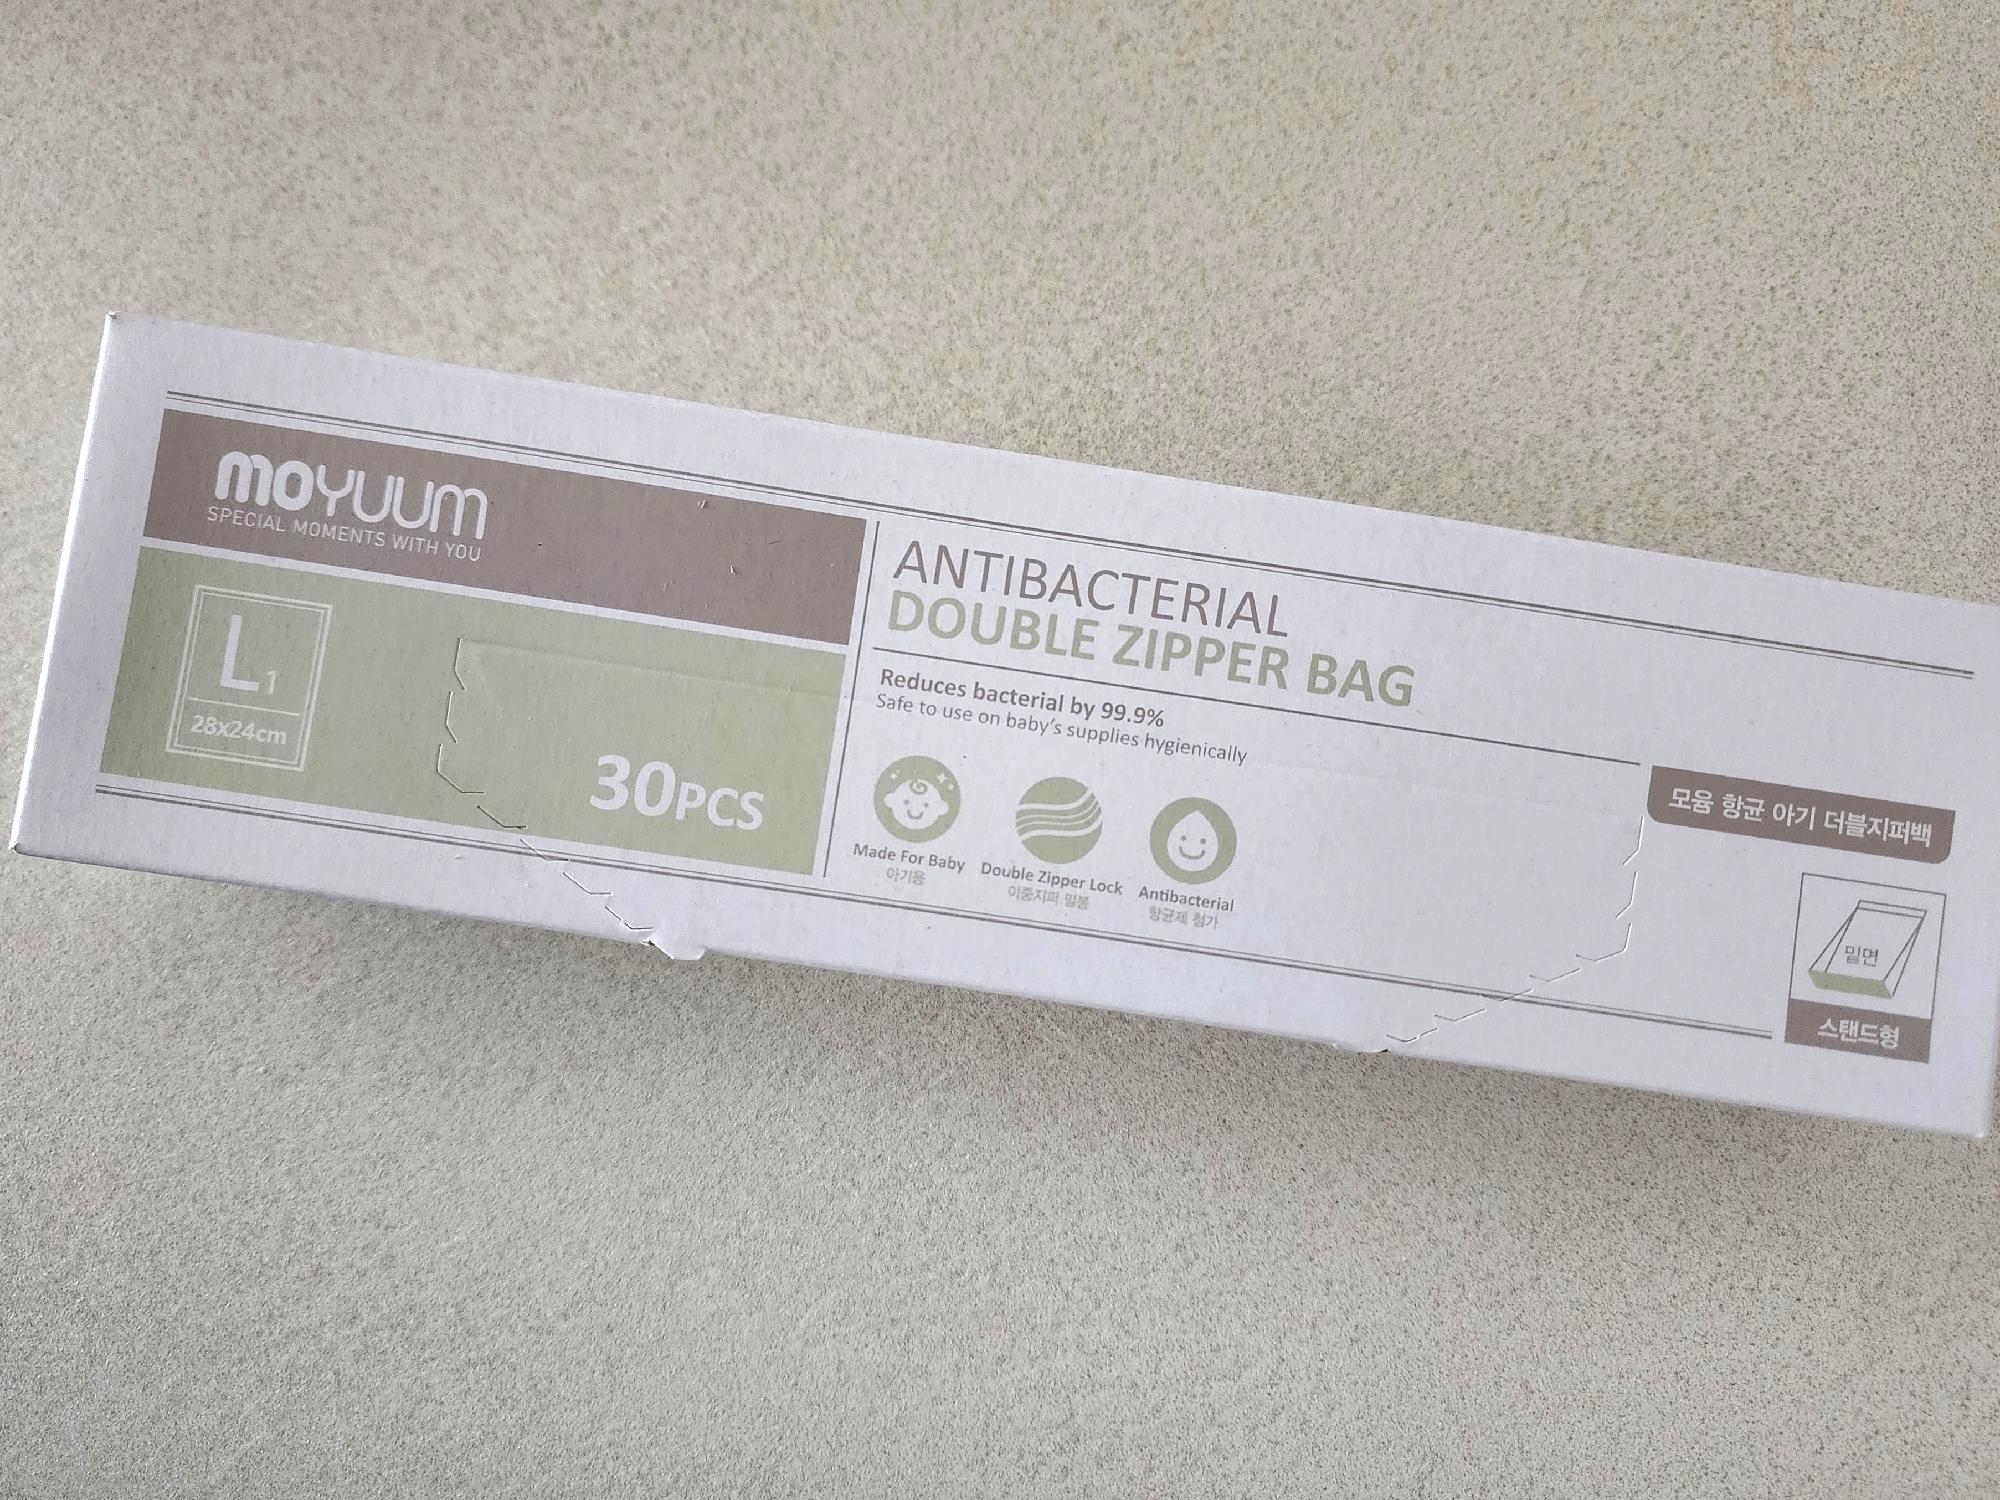 moyuum
SPECIAL MOMENTS WITH YOU
L1
28x24cm
30PCS
ANTIBACTERIAL
DOUBLE ZIPPER BAG
Reduces bacterial by 99.9%
Safe to use on baby's supplies hygienically
Made For Baby
아기용
Double Zipper Lock
이중지퍼 밀봉
Antibacterial
항균제 첨가
모윰 항균 아기 더블지퍼백
밑면
스탠드형